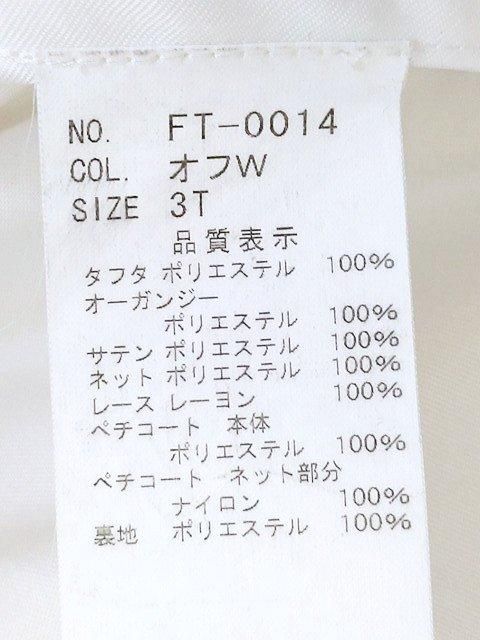 NO. FT-0014
COL. オフW
SIZE 3T
品質表示
タフタ ポリエステル 100%
オーガンジー
ポリエステル 100%
サテン ポリエステル 100%
ネット ポリエステル 100%
レース レーヨン 100%
ペチコート 本体
ポリエステル 100%
ペチコート ネット部分
ナイロン 100%
裏地 ポリエステル 100%